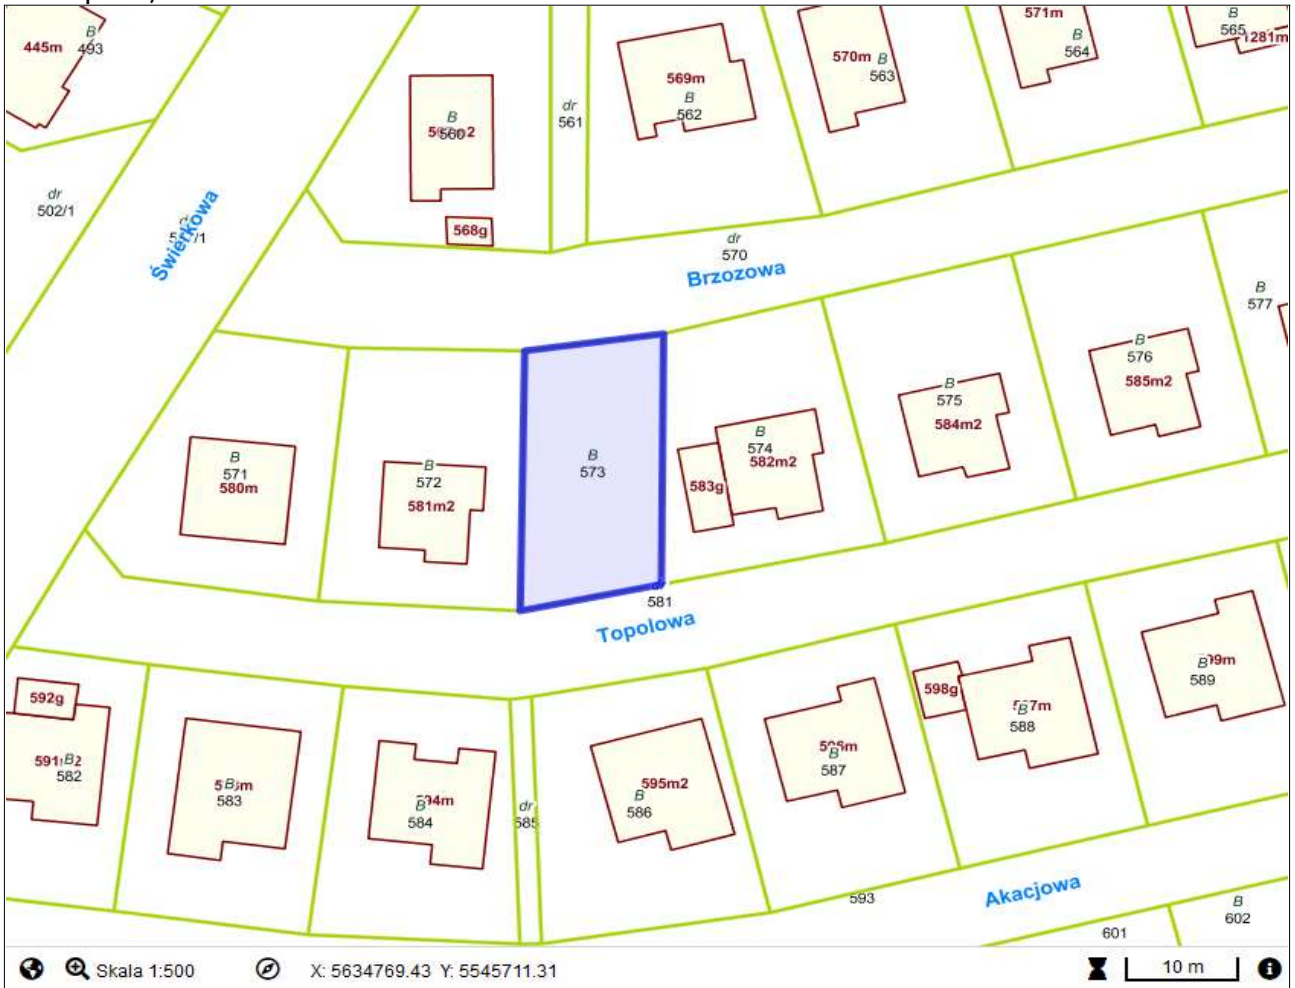 445m
B
493
571m
B
564
B
565
1281m
570m
B
563
569m
B
562
dr
561
B
560
dr
502/1
Świerkowa
568g
dr
570
Brzozowa
B
577
B
576
585m2
B
575
584m2
B
574
582m2
583g
B
573
B
572
581m2
B
571
580m
dr
581
Topolowa
592g
B
582
B
583
B
584
dr
585
595m2
B
586
B
587
598g
B
588
B
589
593
Akacjowa
B
602
601
Skala 1:500
X: 5634769.43 Y: 5545711.31
10 m